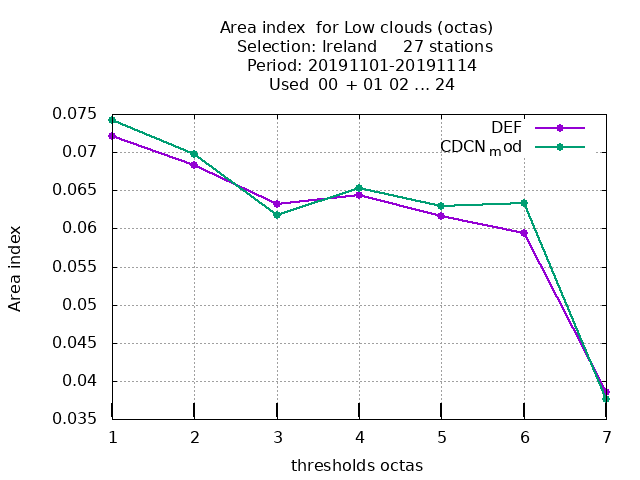 Area index  for Low clouds (octas)
Selection: Ireland     27 stations
Period: 20191101-20191114
Used  00 + 01 02 ... 24
DEF
CDCN_mod
0.075
0.07
0.065
0.06
0.055
0.05
0.045
0.04
0.035
Area index
1 2 3 4 5 6 7
thresholds octas